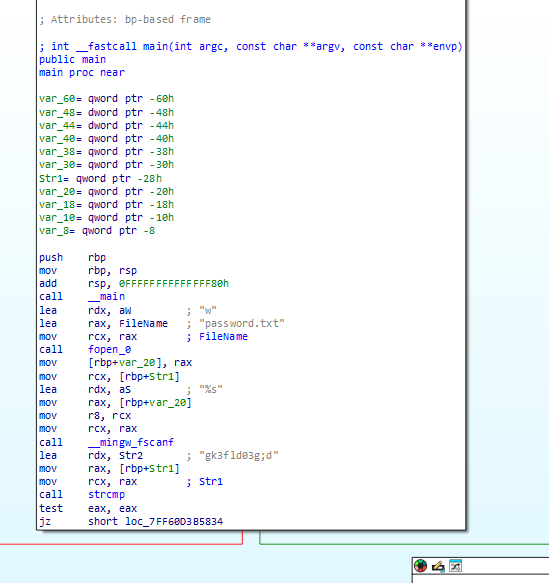 ; Attributes: bp-based frame
; int __fastcall main(int argc, const char **argv, const char **envp)
public main
main proc near
var_60= qword ptr -60h
var_48= dword ptr -48h
var_44= dword ptr -44h
var_40= qword ptr -40h
var_38= qword ptr -38h
var_30= qword ptr -30h
Str1= qword ptr -28h
var_20= qword ptr -20h
var_18= qword ptr -18h
var_10= qword ptr -10h
var_8= qword ptr -8
push rbp
mov rbp, rsp
add rsp, 0FFFFFFFFFFFFFF80h
call __main
lea rdx, aW ; "w"
lea rax, FileName ; "password.txt"
mov rcx, rax ; FileName
call fopen_0
mov [rbp+var_20], rax
mov rcx, [rbp+Str1]
lea rdx, aS ; "%s"
mov rax, [rbp+var_20]
mov r8, rcx
mov rcx, rax
call __mingw_fscanf
lea rdx, Str2 ; "gk3fld03g;d"
mov rax, [rbp+Str1]
mov rcx, rax ; Str1
call strcmp
test eax, eax
jz short loc_7FF60D3B5834